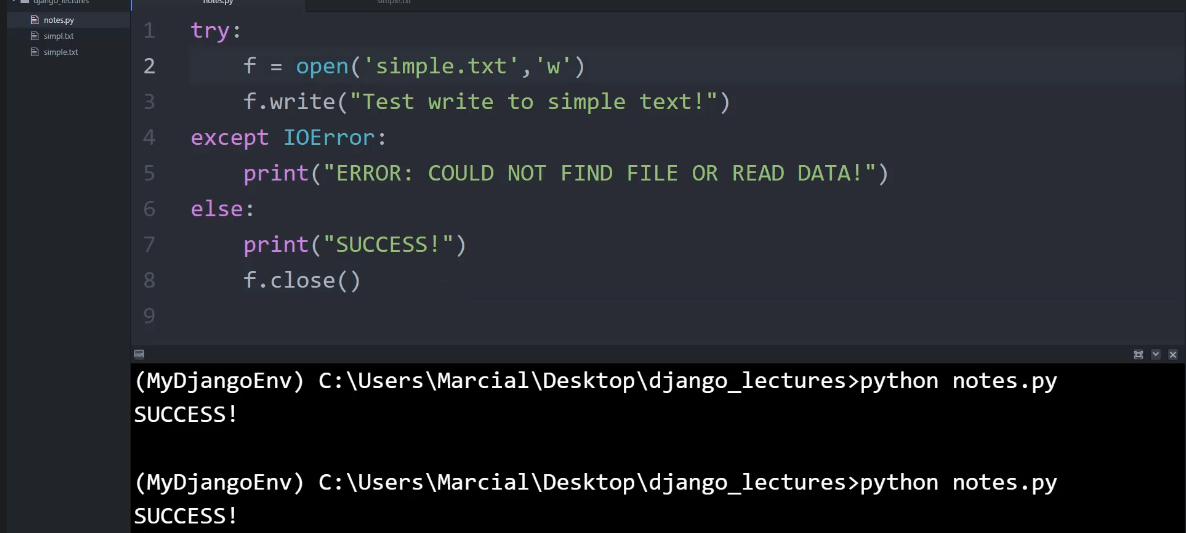 django_lectures
notes.py
simpl.txt
simple.txt
notes.py
simple.txt
1 try:
2 f = open('simple.txt','w')
3 f.write("Test write to simple text!")
4 except IOError:
5 print("ERROR: COULD NOT FIND FILE OR READ DATA!")
6 else:
7 print("SUCCESS!")
8 f.close()
9
(MyDjangoEnv) C:\Users\Marcial\Desktop\django_lectures>python notes.py
SUCCESS!
(MyDjangoEnv) C:\Users\Marcial\Desktop\django_lectures>python notes.py
SUCCESS!